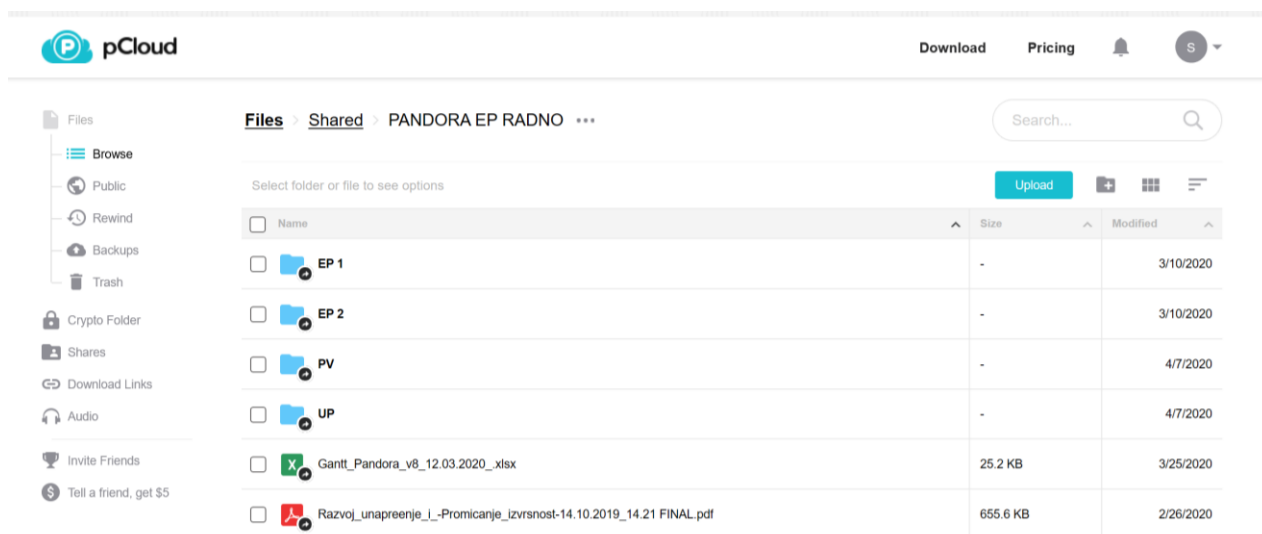 P pCloud Download Pricing S
Files
Browse
Public
Rewind
Backups
Trash
Crypto Folder
Shares
Download Links
Audio
Invite Friends
$ Tell a friend, get $5
Files > Shared > PANDORA EP RADNO •••
Search...
Select folder or file to see options
Upload
Name Size Modified
EP 1 - 3/10/2020
EP 2 - 3/10/2020
PV - 4/7/2020
UP - 4/7/2020
X Gantt_Pandora_v8_12.03.2020_.xlsx 25.2 KB 3/25/2020
Razvoj_unapreenje_i_-Promicanje_izvrsnost-14.10.2019_14.21 FINAL.pdf 655.6 KB 2/26/2020